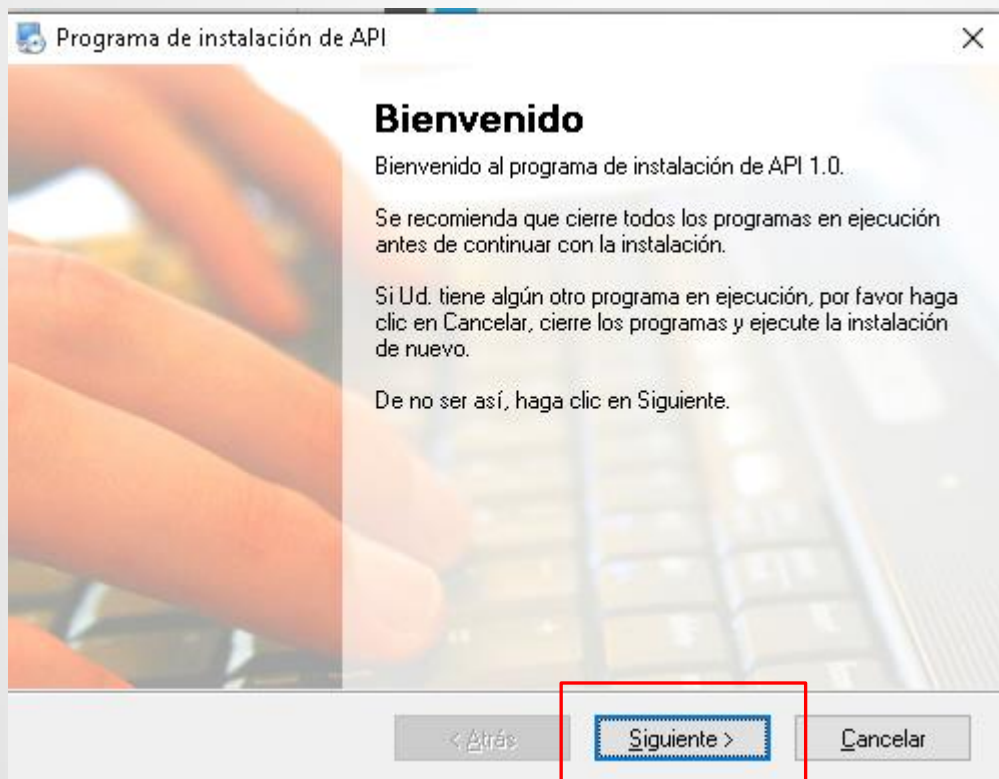 Programa de instalación de API
Bienvenido
Bienvenido al programa de instalación de API 1.0.
Se recomienda que cierre todos los programas en ejecución
antes de continuar con la instalación.
Si Ud. tiene algún otro programa en ejecución, por favor haga
clic en Cancelar, cierre los programas y ejecute la instalación
de nuevo.
De no ser así, haga clic en Siguiente.
< Atrás
Siguiente >
Cancelar